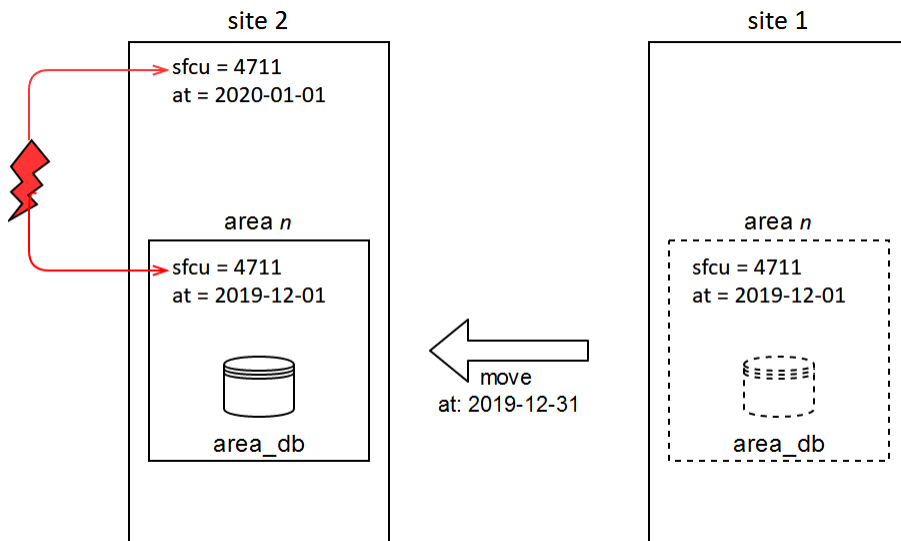 site 2
site 1
sfcu = 4711
at = 2020-01-01
area n
area n
sfcu = 4711
at = 2019-12-01
sfcu = 4711
at = 2019-12-01
move
at: 2019-12-31
area_db
area_db